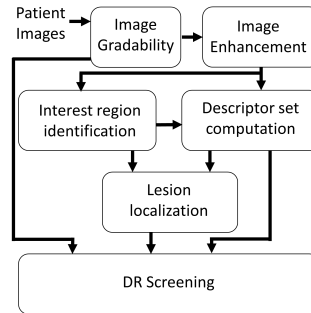 Patient
Images
Image
Gradability
Image
Enhancement
Interest region
identification
Descriptor set
computation
Lesion
localization
DR Screening